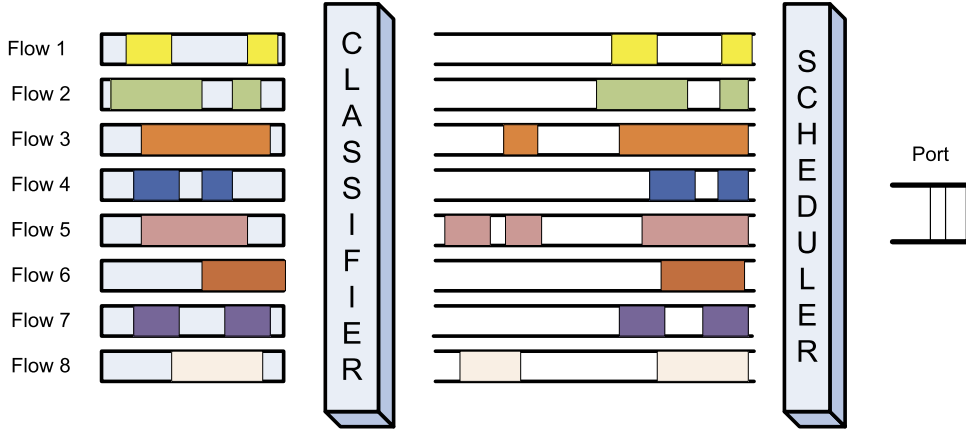 Flow 1
Flow 2
Flow 3
Flow 4
Flow 5
Flow 6
Flow 7
Flow 8
CLASSIFIER
SCHEDULER
Port